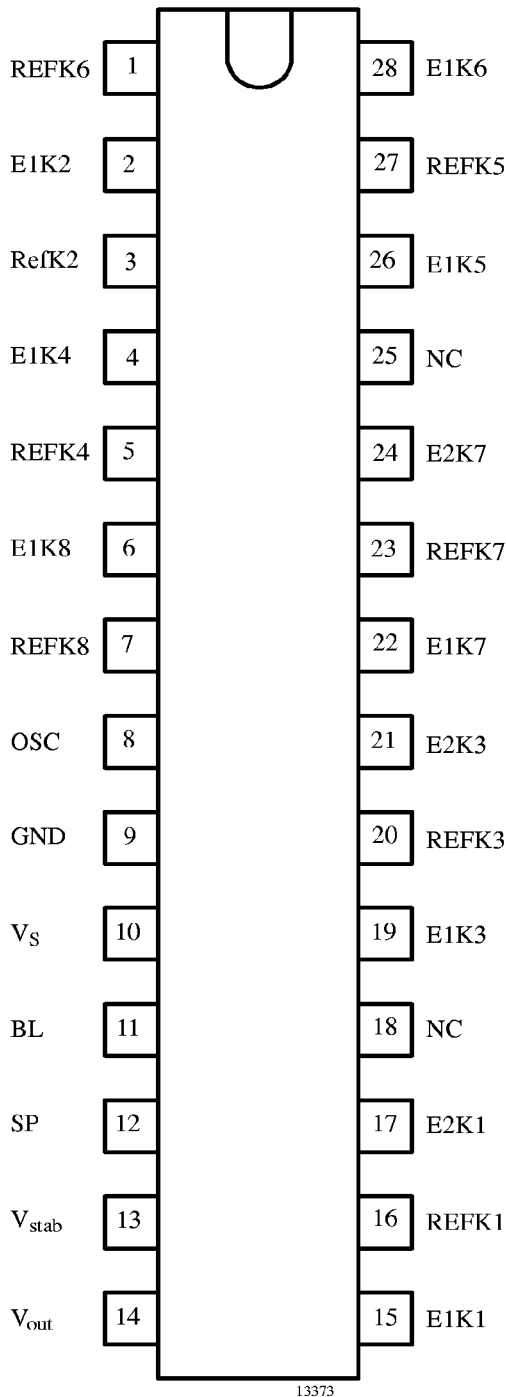 REFK6 1 28 E1K6
E1K2 2 27 REFK5
RefK2 3 26 E1K5
E1K4 4 25 NC
REFK4 5 24 E2K7
E1K8 6 23 REFK7
REFK8 7 22 E1K7
OSC 8 21 E2K3
GND 9 20 REFK3
VS 10 19 E1K3
BL 11 18 NC
SP 12 17 E2K1
Vstab 13 16 REFK1
Vout 14 15 E1K1
13373